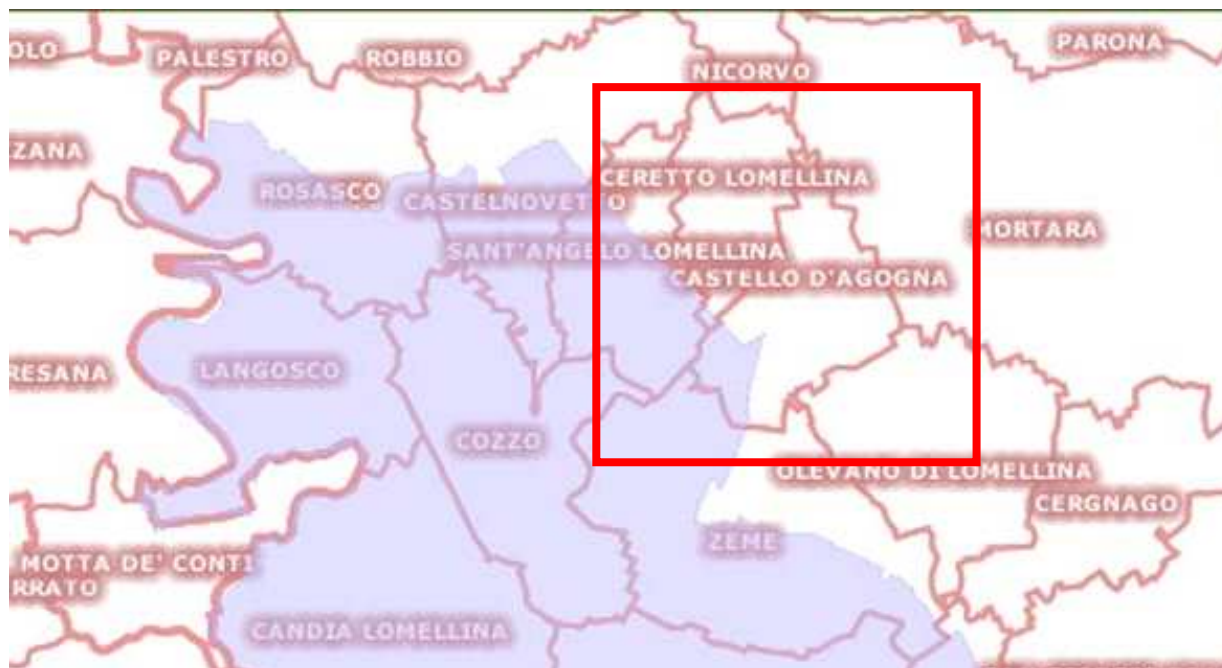 OLO
PALESTRO
ROBBIO
NICORVO
PARONA
ZANA
ROSASCO
CASTELNOVETTO
CERETTO LOMELLINA
SANT'ANGELO LOMELLINA
CASTELLO D'AGOGNA
MORTARA
RESANA
LANGOSCO
COZZO
OLEVANO DI LOMELLINA
CERGNAGO
ZEME
MOTTA DE' CONTI
RRATO
CANDIA LOMELLINA